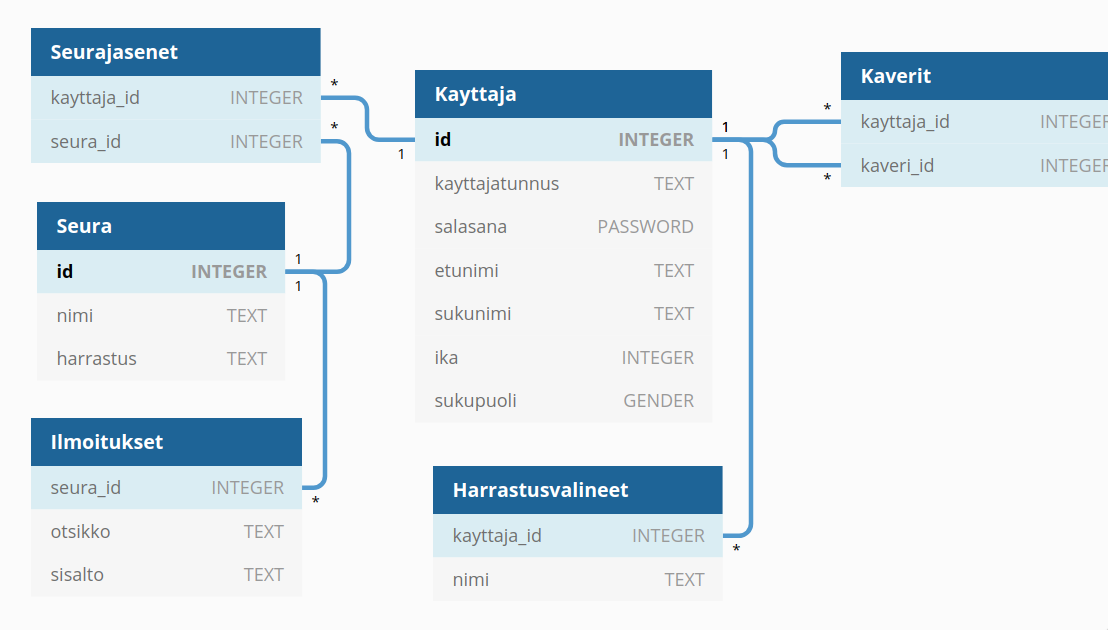 Seurajasenet
kayttaja_id INTEGER *
seura_id INTEGER *
Seura
id INTEGER 1
1
nimi TEXT
harrastus TEXT
Ilmoitukset
seura_id INTEGER *
otsikko TEXT
sisalto TEXT
Kayttaja
1 id INTEGER 1
1
kayttajatunnus TEXT
salasana PASSWORD
etunimi TEXT
sukunimi TEXT
ika INTEGER
sukupuoli GENDER
Harrastusvalineet
kayttaja_id INTEGER *
nimi TEXT
Kaverit
* kayttaja_id INTEGER
* kaveri_id INTEGER